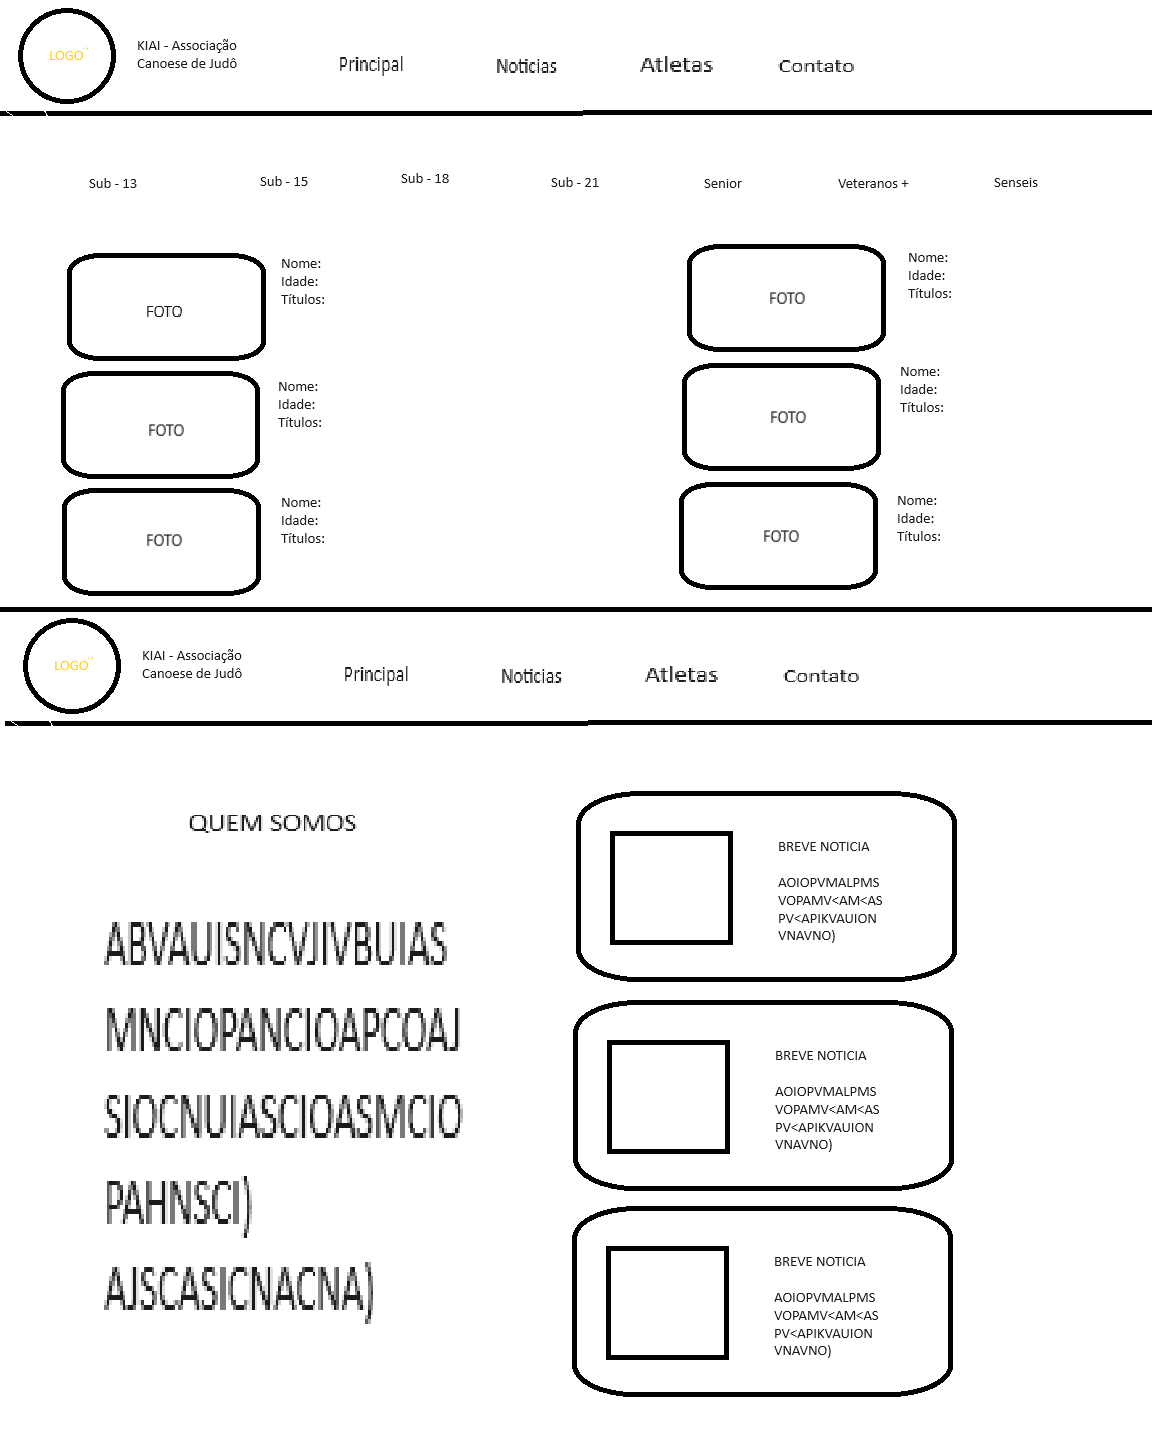 LOGO
KIAI - Associação
Canoese de Judô
Principal
Noticias
Atletas
Contato
Sub - 13
Sub - 15
Sub - 18
Sub - 21
Senior
Veteranos +
Senseis
FOTO
Nome:
Idade:
Títulos:
FOTO
Nome:
Idade:
Títulos:
FOTO
Nome:
Idade:
Títulos:
FOTO
Nome:
Idade:
Títulos:
FOTO
Nome:
Idade:
Títulos:
FOTO
Nome:
Idade:
Títulos:
LOGO
KIAI - Associação
Canoese de Judô
Principal
Noticias
Atletas
Contato
QUEM SOMOS
ABVAUISNCVJIVBUIAS
MNCIOPANCIOAPCOAJ
SIOCNUIASCIOASMCIO
PAHNSCI)
AJSCASICNACNA)
BREVE NOTICIA
AOIOPVMALPMS
VOPAMV<AM<AS
PV<APIKVAUION
VNAVNO)
BREVE NOTICIA
AOIOPVMALPMS
VOPAMV<AM<AS
PV<APIKVAUION
VNAVNO)
BREVE NOTICIA
AOIOPVMALPMS
VOPAMV<AM<AS
PV<APIKVAUION
VNAVNO)